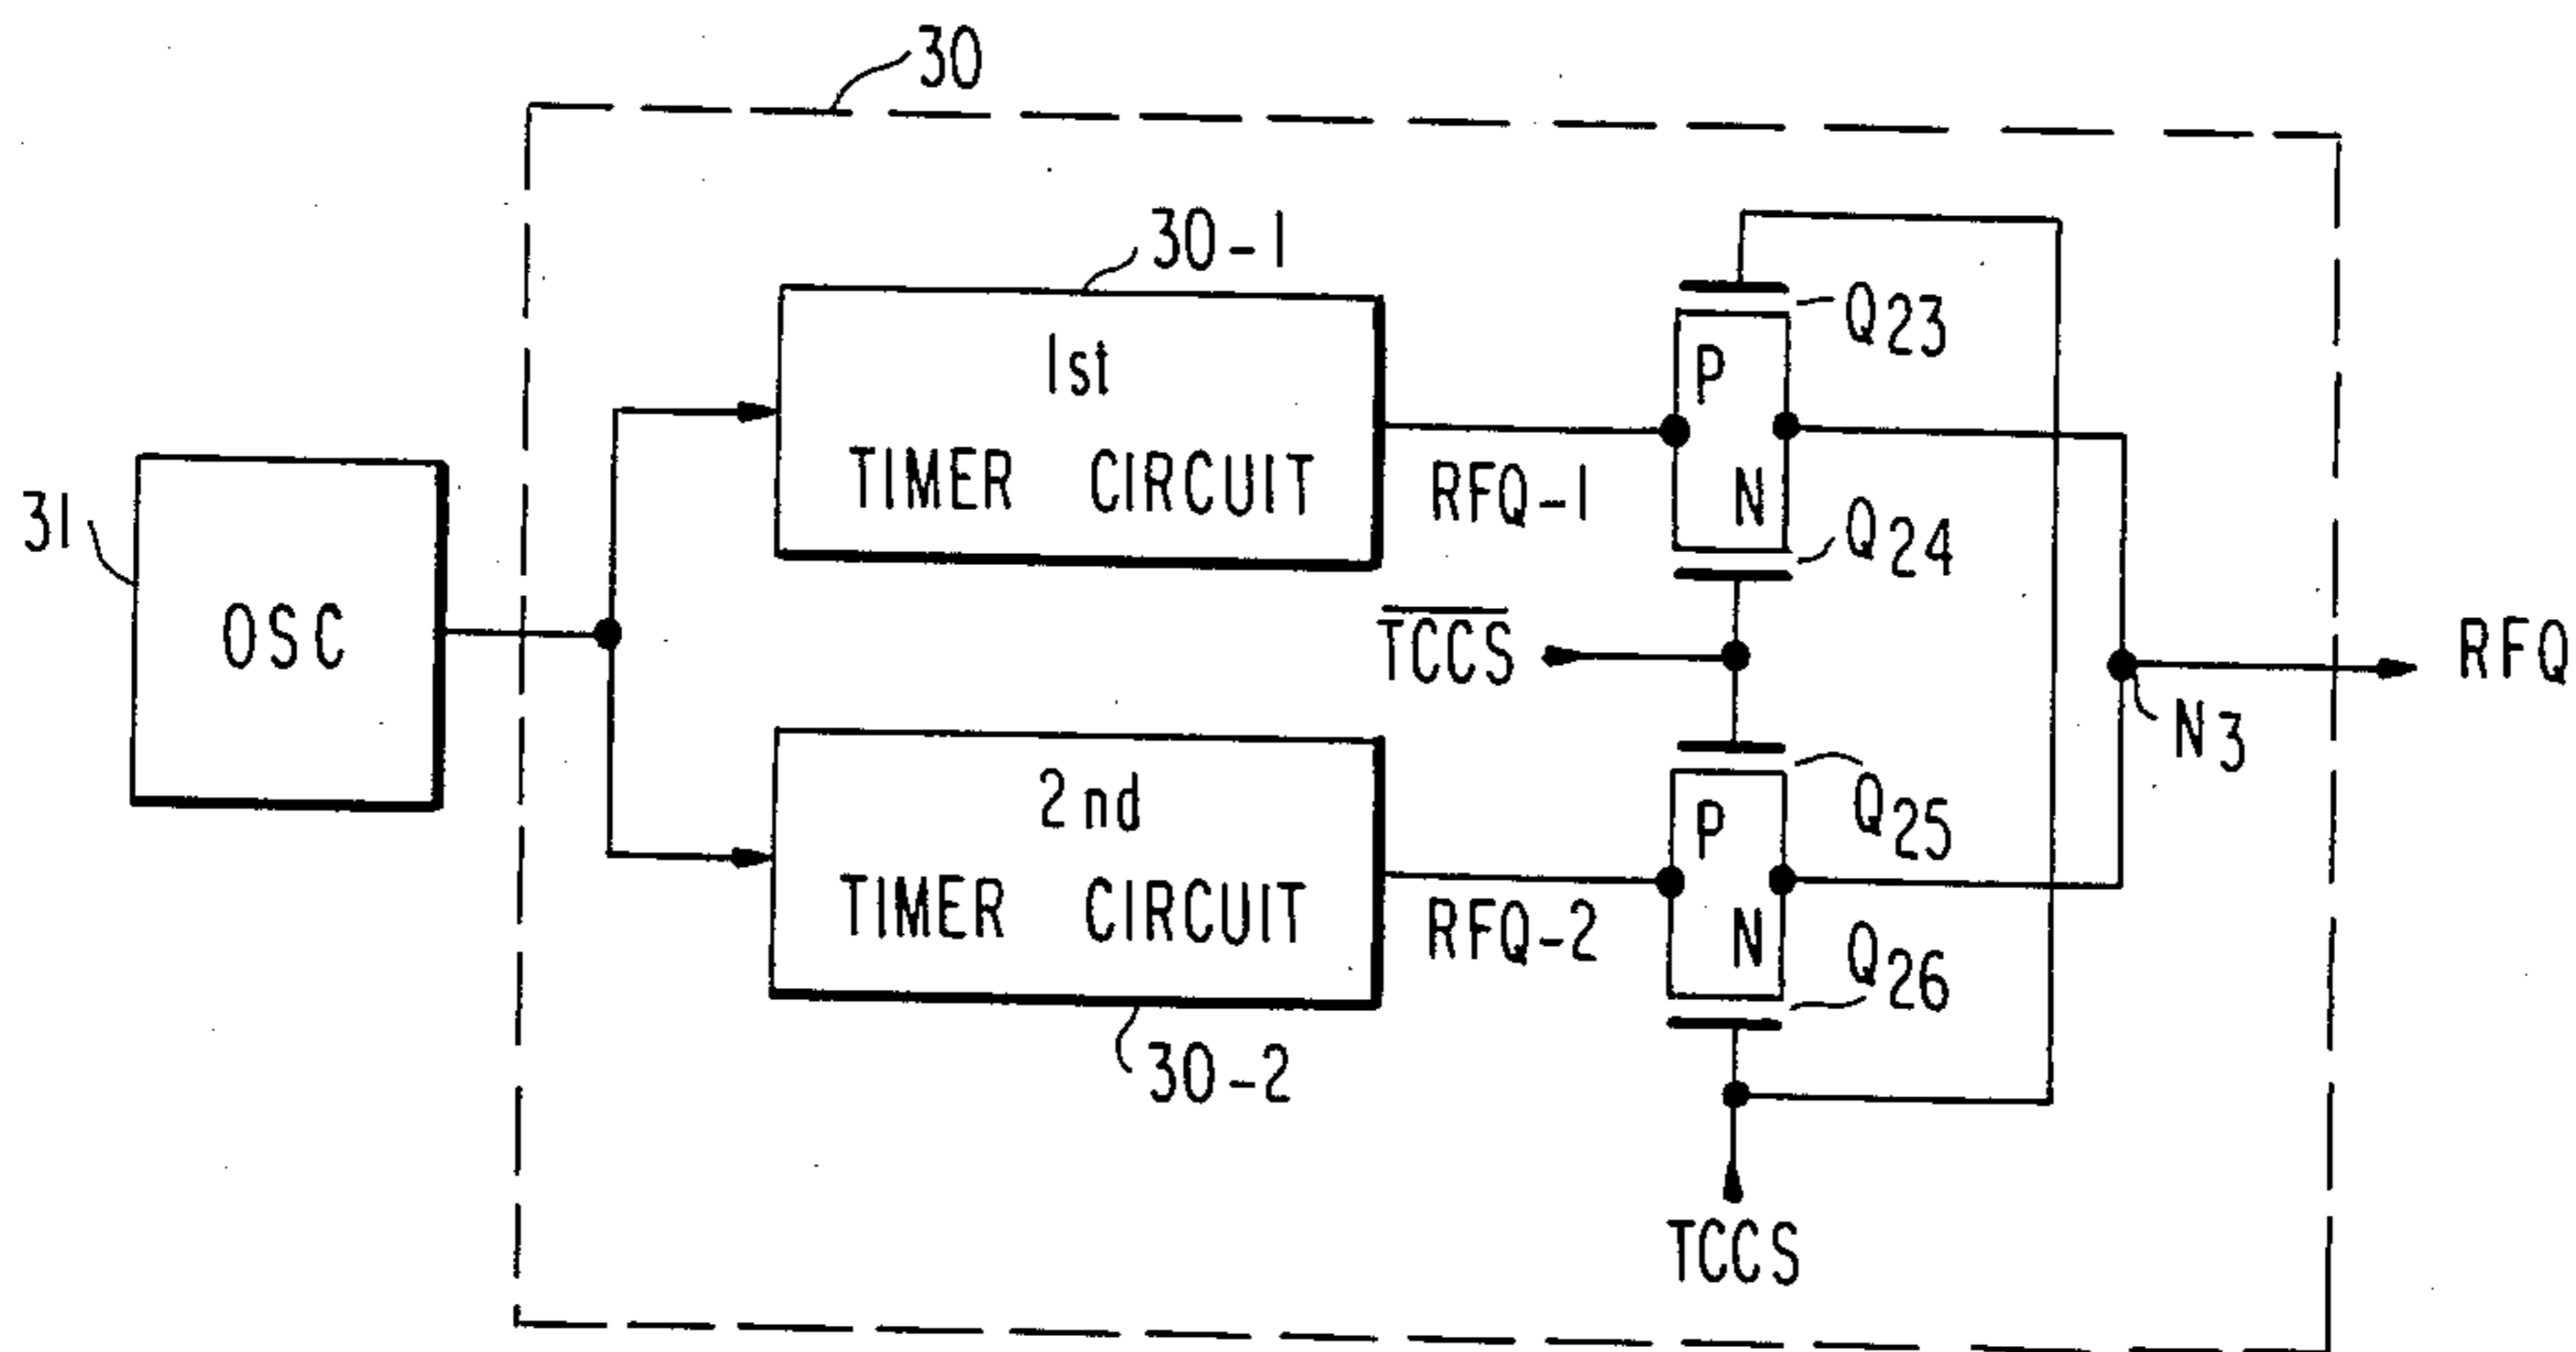 30
30-1
1st
TIMER CIRCUIT
RFQ-1
P
N
Q23
Q24
31
OSC
T̅C̅C̅S̅
RFQ
N3
2nd
TIMER CIRCUIT
RFQ-2
P
N
Q25
Q26
30-2
TCCS